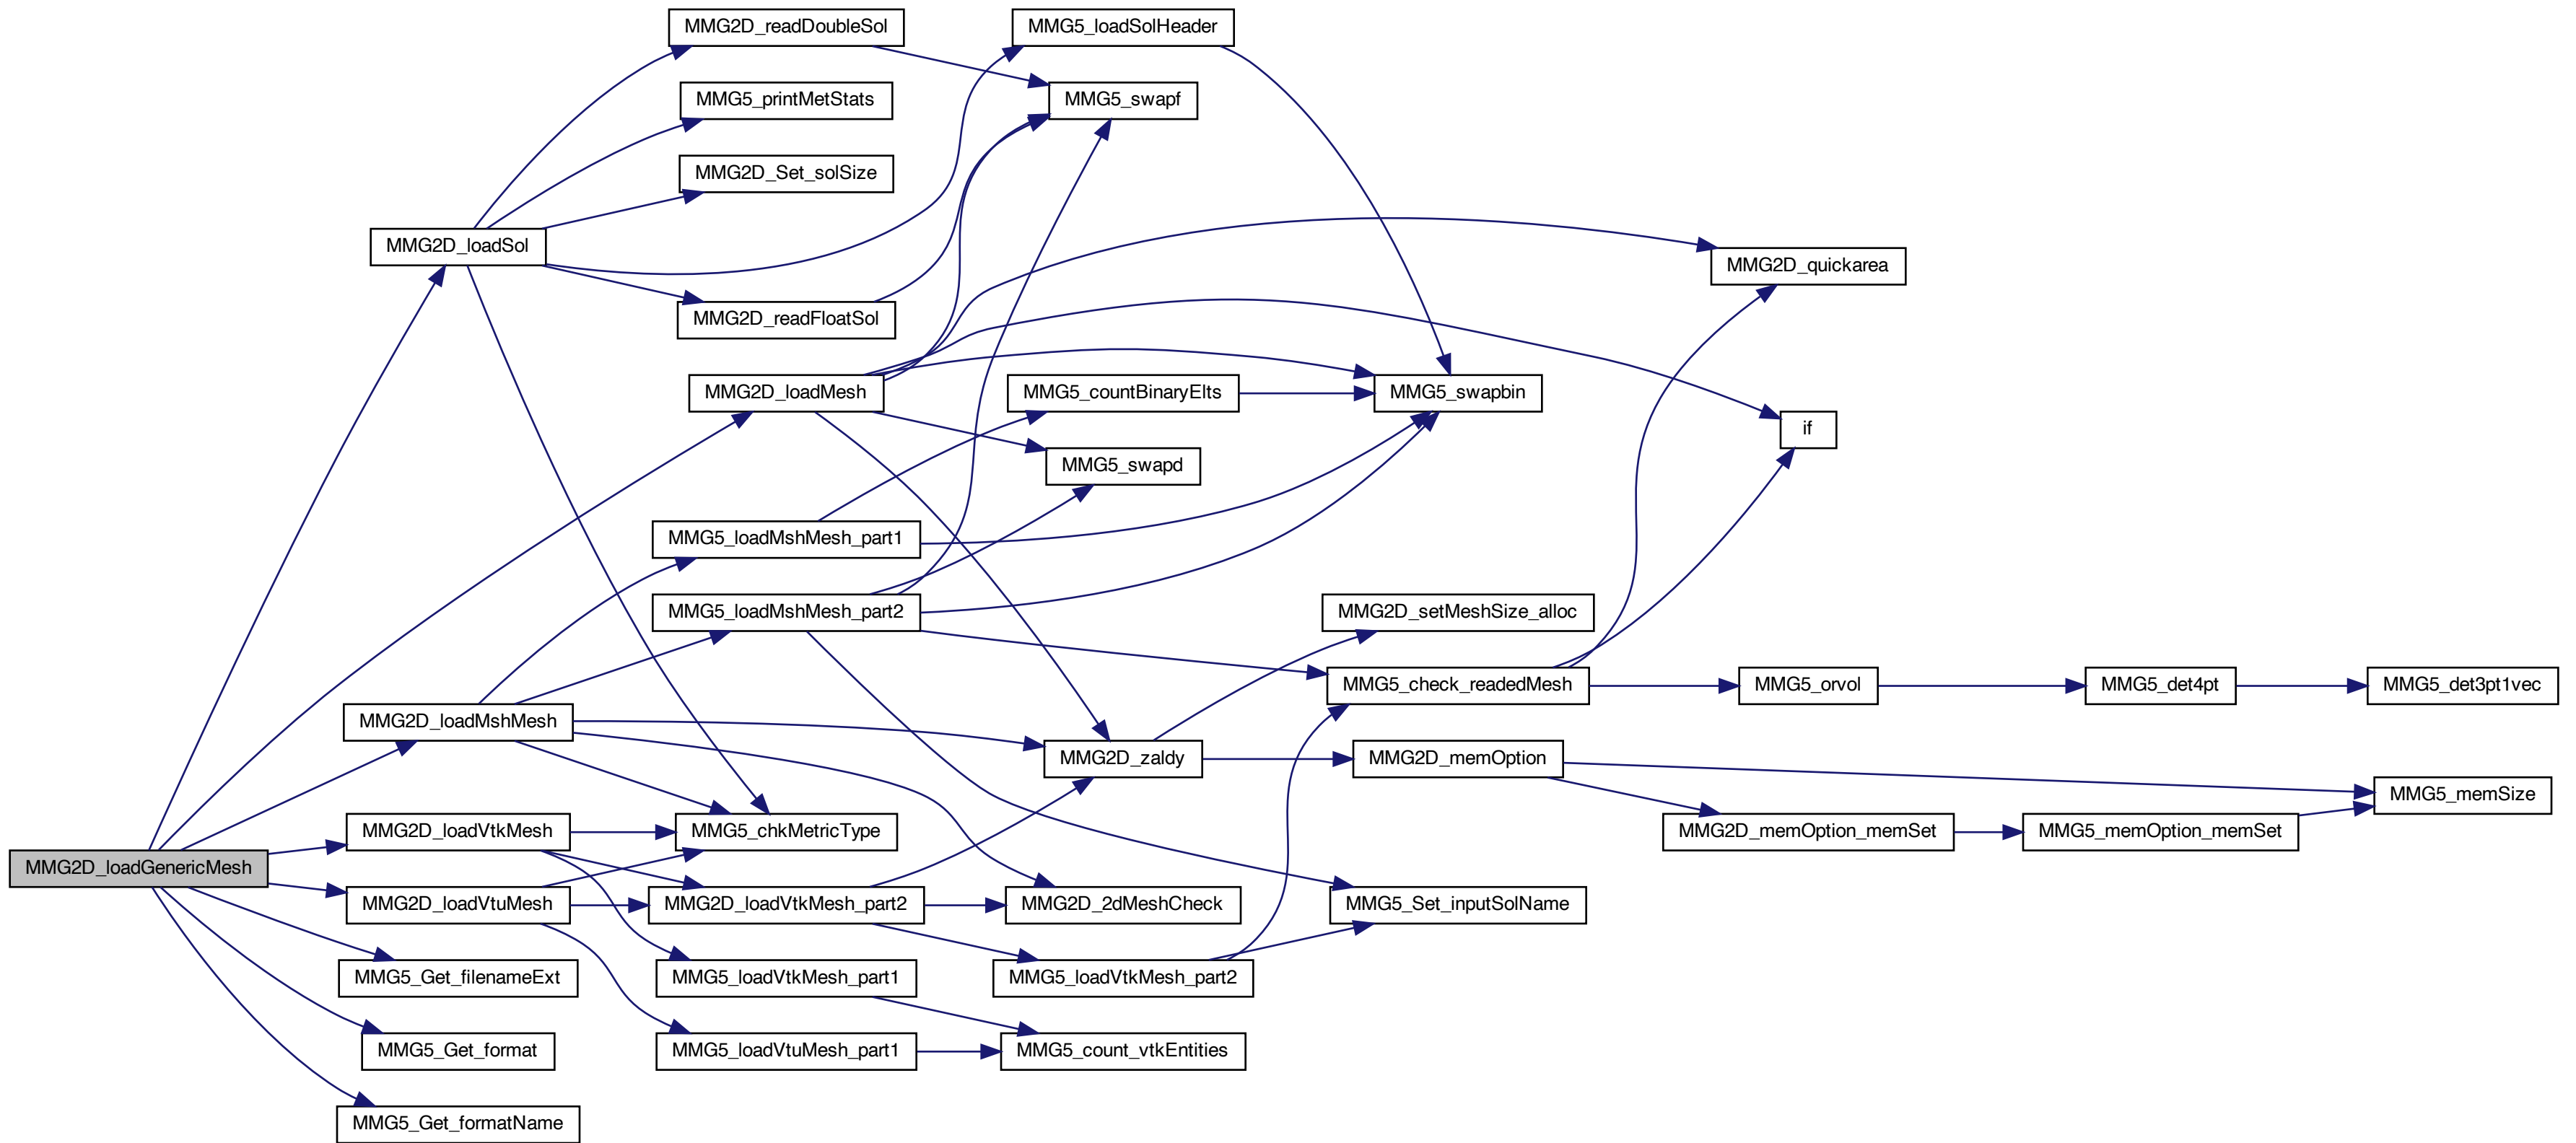 MMG2D_readDoubleSol
MMG5_loadSolHeader
MMG5_printMetStats
MMG5_swapf
MMG2D_Set_solSize
MMG2D_loadSol
MMG2D_quickarea
MMG2D_readFloatSol
MMG2D_loadMesh
MMG5_countBinaryElts
MMG5_swapbin
if
MMG5_swapd
MMG5_loadMshMesh_part1
MMG5_loadMshMesh_part2
MMG2D_setMeshSize_alloc
MMG5_check_readedMesh
MMG5_orvol
MMG5_det4pt
MMG5_det3pt1vec
MMG2D_loadMshMesh
MMG2D_zaldy
MMG2D_memOption
MMG5_memSize
MMG2D_loadVtkMesh
MMG5_chkMetricType
MMG2D_memOption_memSet
MMG5_memOption_memSet
MMG2D_loadGenericMesh
MMG2D_loadVtuMesh
MMG2D_loadVtkMesh_part2
MMG2D_2dMeshCheck
MMG5_Set_inputSolName
MMG5_Get_filenameExt
MMG5_loadVtkMesh_part1
MMG5_loadVtkMesh_part2
MMG5_Get_format
MMG5_loadVtuMesh_part1
MMG5_count_vtkEntities
MMG5_Get_formatName